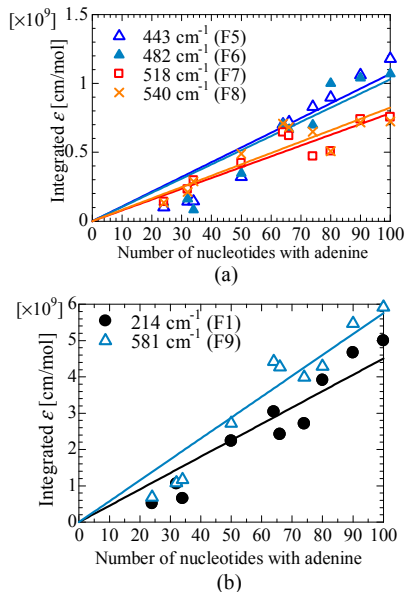 [×10⁹]
Integrated ε [cm/mol]
1.5
1
0.5
0
443 cm⁻¹ (F5)
482 cm⁻¹ (F6)
518 cm⁻¹ (F7)
540 cm⁻¹ (F8)
0 10 20 30 40 50 60 70 80 90 100
Number of nucleotides with adenine
(a)
[×10⁹]
Integrated ε [cm/mol]
6
5
4
3
2
1
0
214 cm⁻¹ (F1)
581 cm⁻¹ (F9)
0 10 20 30 40 50 60 70 80 90 100
Number of nucleotides with adenine
(b)